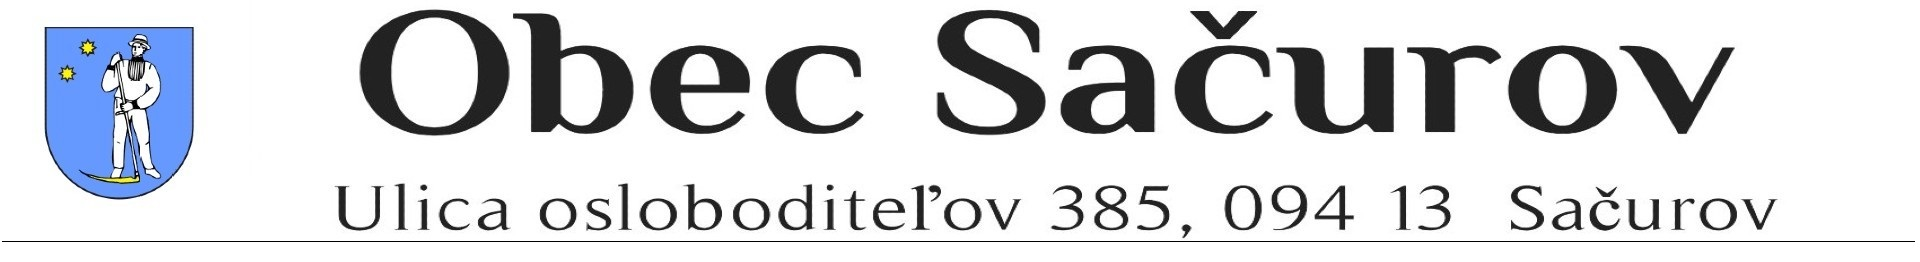 Obec Sačurov
Ulica osloboditeľov 385, 094 13 Sačurov